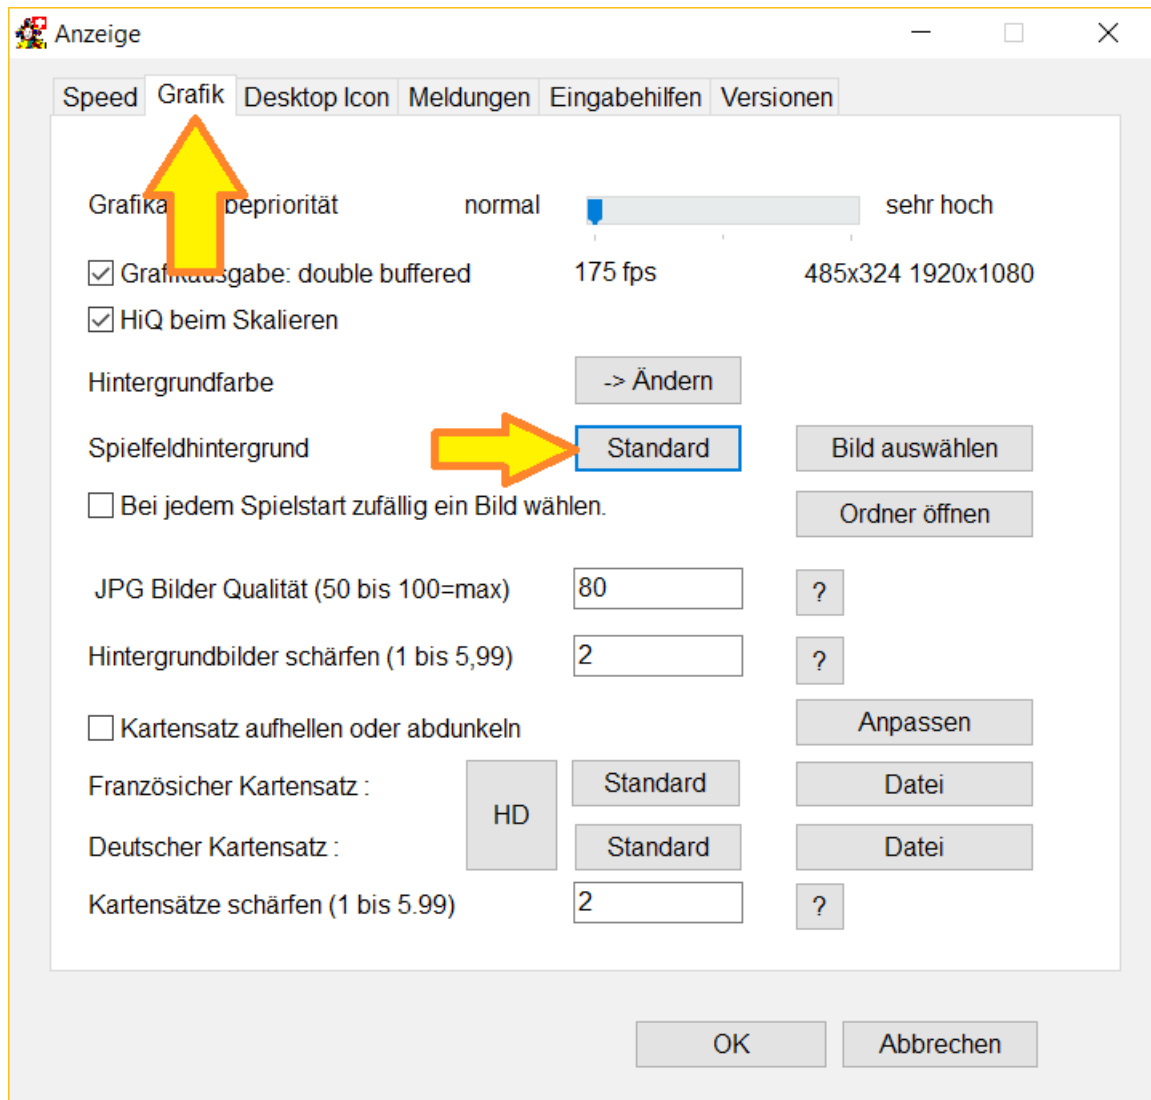 Anzeige
Speed Grafik Desktop Icon Meldungen Eingabehilfen Versionen
normal sehr hoch
double buffered 175 fps 485x324 1920x1080
HiQ beim Skalieren
Hintergrundfarbe -> Ändern
Spielfeldhintergrund Standard Bild auswählen
Bei jedem Spielstart zufällig ein Bild wählen. Ordner öffnen
JPG Bilder Qualität (50 bis 100=max) 80 ?
Hintergrundbilder schärfen (1 bis 5,99) 2 ?
Kartensatz aufhellen oder abdunkeln Anpassen
Französicher Kartensatz : HD Standard Datei
Deutscher Kartensatz : Standard Datei
Kartensätze schärfen (1 bis 5.99) 2 ?
OK Abbrechen